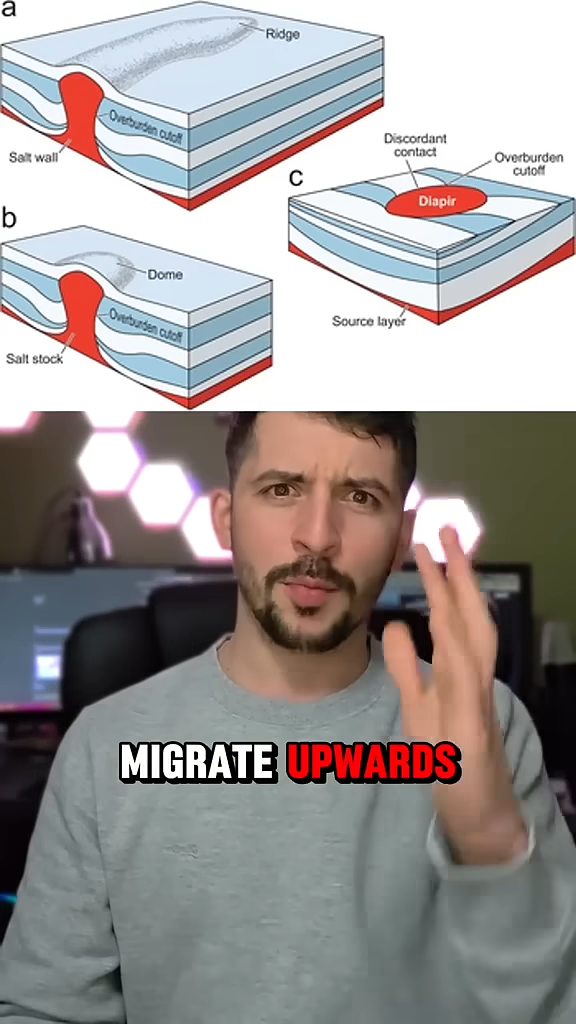 a
Ridge
Overburden cutoff
Salt wall
Discordant
contact
Overburden
cutoff
c
Diapir
b
Dome
Overburden cutoff
Salt stock
Source layer
MIGRATE UPWARDS